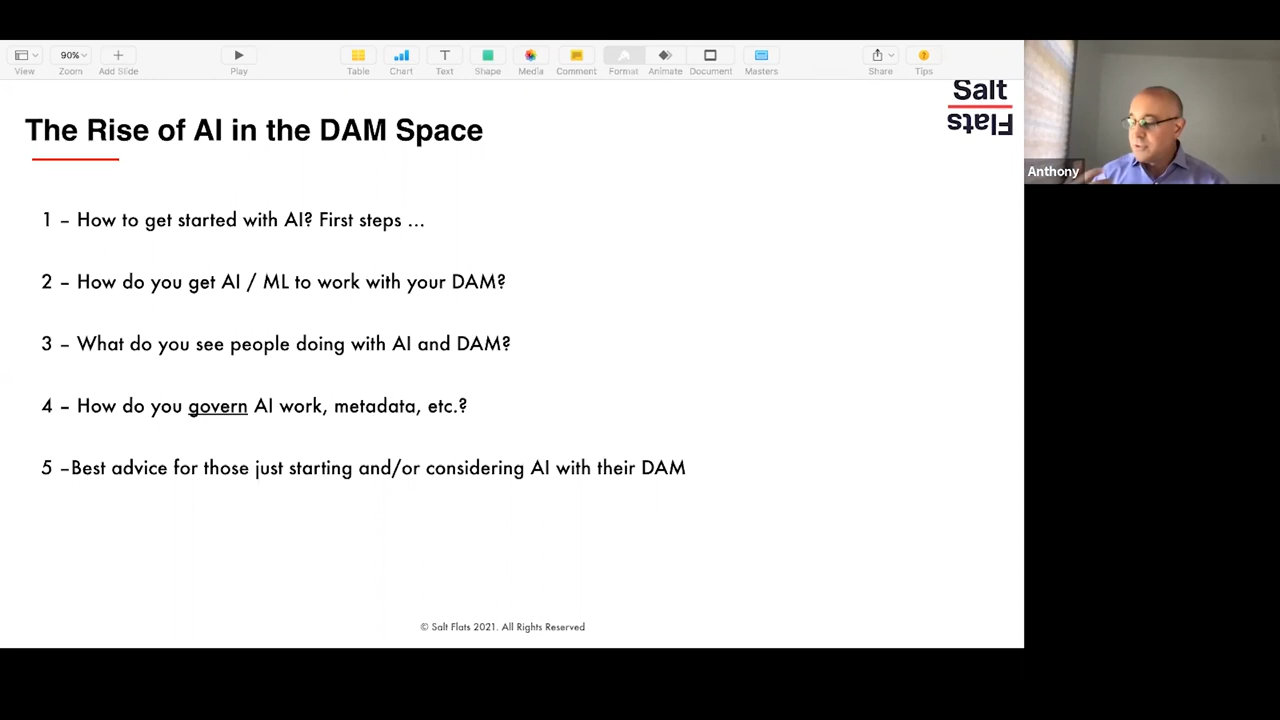 90%
View
Zoom
Add Slide
Play
Table
Chart
Text
Shape
Media
Comment
Format
Animate
Document
Masters
Share
Tips
Salt
Flats
The Rise of AI in the DAM Space
Anthony
1 – How to get started with AI? First steps ...
2 – How do you get AI / ML to work with your DAM?
3 – What do you see people doing with AI and DAM?
4 – How do you govern AI work, metadata, etc.?
5 –Best advice for those just starting and/or considering AI with their DAM
© Salt Flats 2021. All Rights Reserved